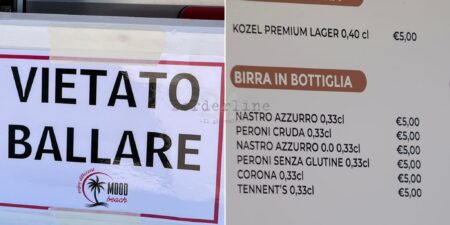 VIETATO
BALLARE
MOOD
beach
borderline
KOZEL PREMIUM LAGER 0,40 cl €5,00
BIRRA IN BOTTIGLIA
NASTRO AZZURRO 0,33cl €5,00
PERONI CRUDA 0,33cl €5,00
NASTRO AZZURRO 0.0 0,33cl €5,00
PERONI SENZA GLUTINE 0,33cl €5,00
CORONA 0,33cl €5,00
TENNENT'S 0,33cl €5,00